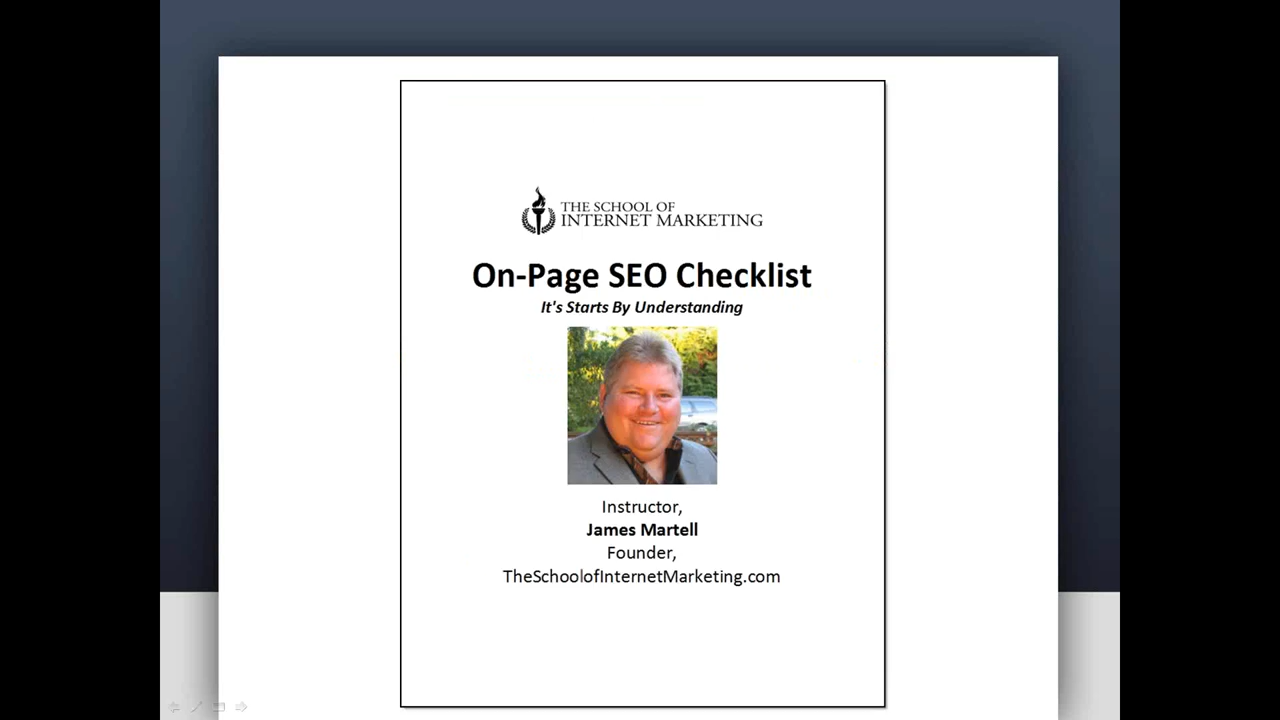 THE SCHOOL OF
INTERNET MARKETING
On-Page SEO Checklist
It's Starts By Understanding
Instructor,
James Martell
Founder,
TheSchoolofInternetMarketing.com